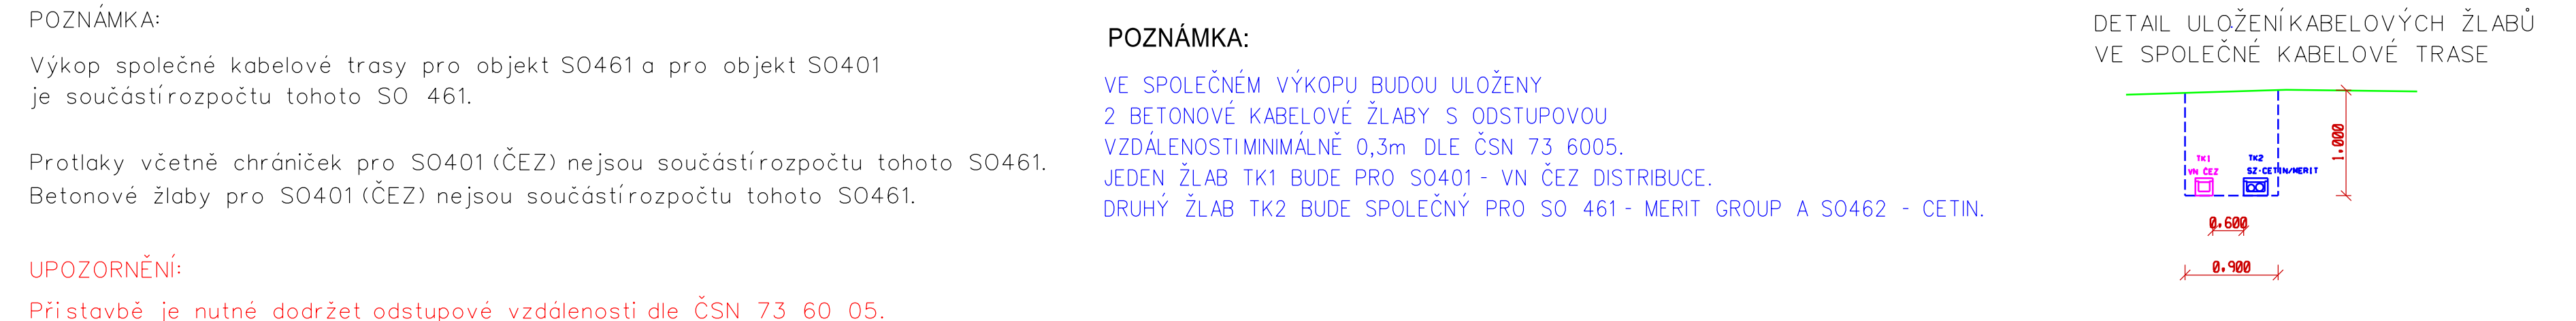 POZNÁMKA:
Výkop společné kabelové trasy pro objekt SO461 a pro objekt SO401
je součástí rozpočtu tohoto SO 461.
Protlaky včetně chrániček pro SO401 (ČEZ) nejsou součástí rozpočtu tohoto SO461.
Betonové žlaby pro SO401 (ČEZ) nejsou součástí rozpočtu tohoto SO461.
UPOZORNĚNÍ:
Při stavbě je nutné dodržet odstupové vzdálenosti dle ČSN 73 60 05.
POZNÁMKA:
VE SPOLEČNÉM VÝKOPU BUDOU ULOŽENY
2 BETONOVÉ KABELOVÉ ŽLABY S ODSTUPOVOU
VZDÁLENOSTI MINIMÁLNĚ 0,3m DLE ČSN 73 6005.
JEDEN ŽLAB TK1 BUDE PRO SO401 - VN ČEZ DISTRIBUCE.
DRUHÝ ŽLAB TK2 BUDE SPOLEČNÝ PRO SO 461 - MERIT GROUP A SO462 - CETIN.
DETAIL ULOŽENÍ KABELOVÝCH ŽLABŮ
VE SPOLEČNÉ KABELOVÉ TRASE
1.000
TK1 TK2
VN ČEZ SZ-CETIN/MERIT
0.600
0.900